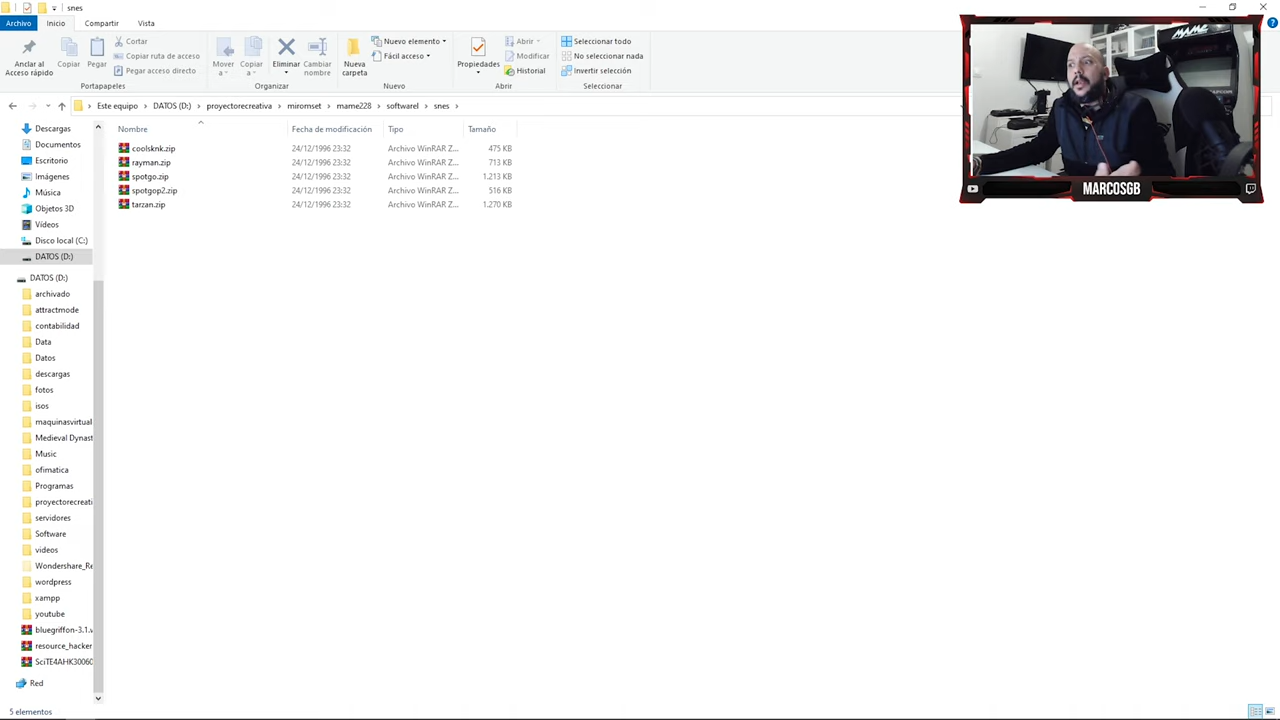 snes
Archivo Inicio Compartir Vista
Anclar al Acceso rápido
Copiar
Pegar
Cortar
Copiar ruta de acceso
Pegar acceso directo
Portapapeles
Mover a
Copiar a
Eliminar
Cambiar nombre
Organizar
Nueva carpeta
Nuevo elemento
Fácil acceso
Nuevo
Propiedades
Abrir
Modificar
Historial
Abrir
Seleccionar todo
No seleccionar nada
Invertir selección
Seleccionar
Este equipo > DATOS (D:) > proyectorecreativa > miromset > mame228 > softwarel > snes >
Descargas
Documentos
Escritorio
Imágenes
Música
Objetos 3D
Vídeos
Disco local (C:)
DATOS (D:)
DATOS (D:)
archivado
attractmode
contabilidad
Data
Datos
descargas
fotos
isos
maquinasvirtual
Medieval Dynast
Music
ofimatica
Programas
proyectorecreati
servidores
Software
videos
Wondershare_Re
wordpress
xampp
youtube
bluegriffon-3.1.v
resource_hacker
SciTE4AHK30060
Red
Nombre Fecha de modificación Tipo Tamaño
coolsknk.zip 24/12/1996 23:32 Archivo WinRAR Z... 475 KB
rayman.zip 24/12/1996 23:32 Archivo WinRAR Z... 713 KB
spotgo.zip 24/12/1996 23:32 Archivo WinRAR Z... 1.213 KB
spotgop2.zip 24/12/1996 23:32 Archivo WinRAR Z... 516 KB
tarzan.zip 24/12/1996 23:32 Archivo WinRAR Z... 1.270 KB
MAME
MARCOSGB
5 elementos